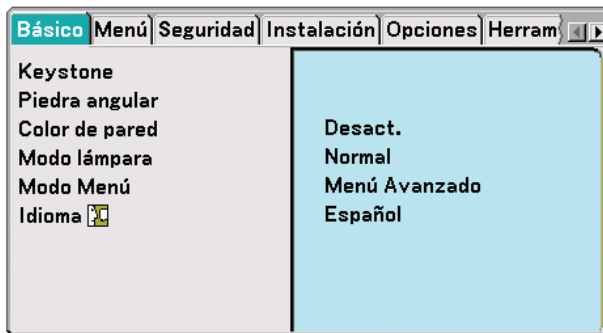 Básico Menú Seguridad Instalación Opciones Herram
Keystone
Piedra angular
Color de pared Desact.
Modo lámpara Normal
Modo Menú Menú Avanzado
Idioma Español